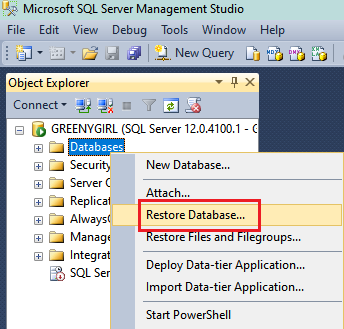 Microsoft SQL Server Management Studio
File Edit View Debug Tools Window Help
New Query
Object Explorer
Connect
GREENYGIRL (SQL Server 12.0.4100.1 - G
Databases
Security
Server O
Replicat
AlwaysO
Manage
Integrat
SQL Ser
New Database...
Attach...
Restore Database...
Restore Files and Filegroups...
Deploy Data-tier Application...
Import Data-tier Application...
Start PowerShell